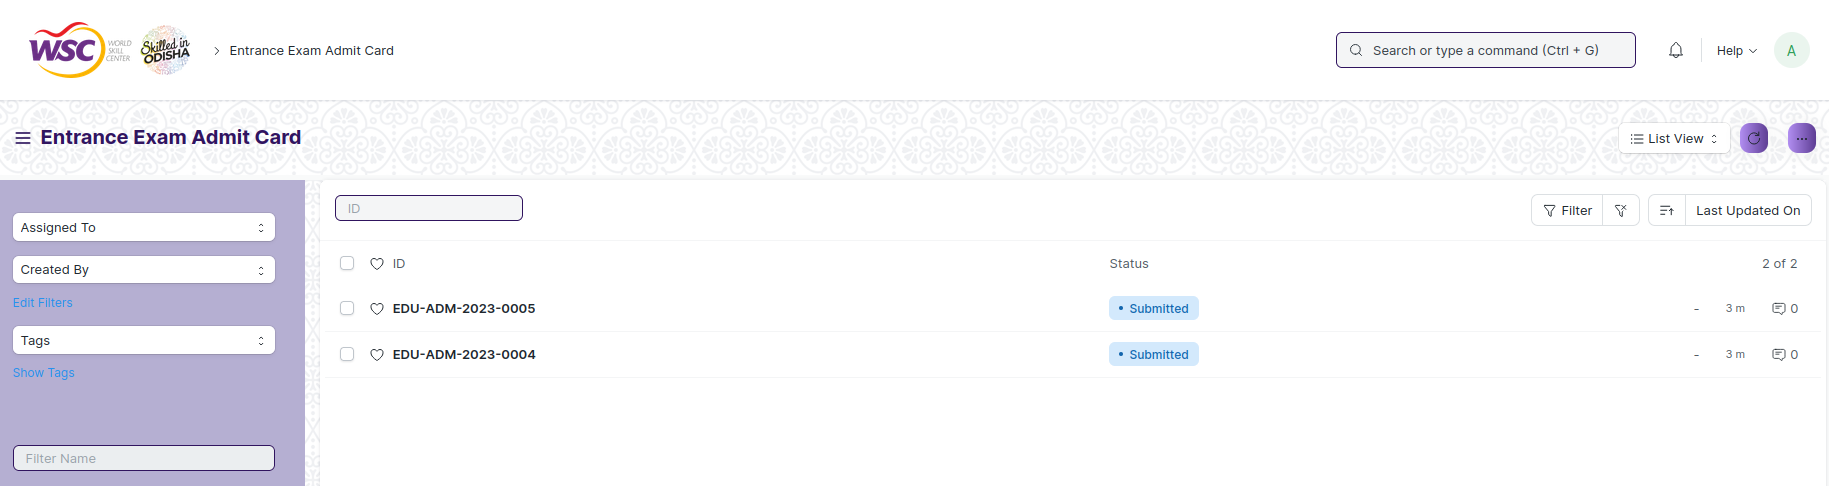 WSC WORLD SKILL CENTER Skilled in ODISHA > Entrance Exam Admit Card Search or type a command (Ctrl + G) Help A
Entrance Exam Admit Card List View ...
Assigned To
Created By
Edit Filters
Tags
Show Tags
Filter Name
ID Filter Last Updated On
ID Status 2 of 2
EDU-ADM-2023-0005 • Submitted - 3 m 0
EDU-ADM-2023-0004 • Submitted - 3 m 0